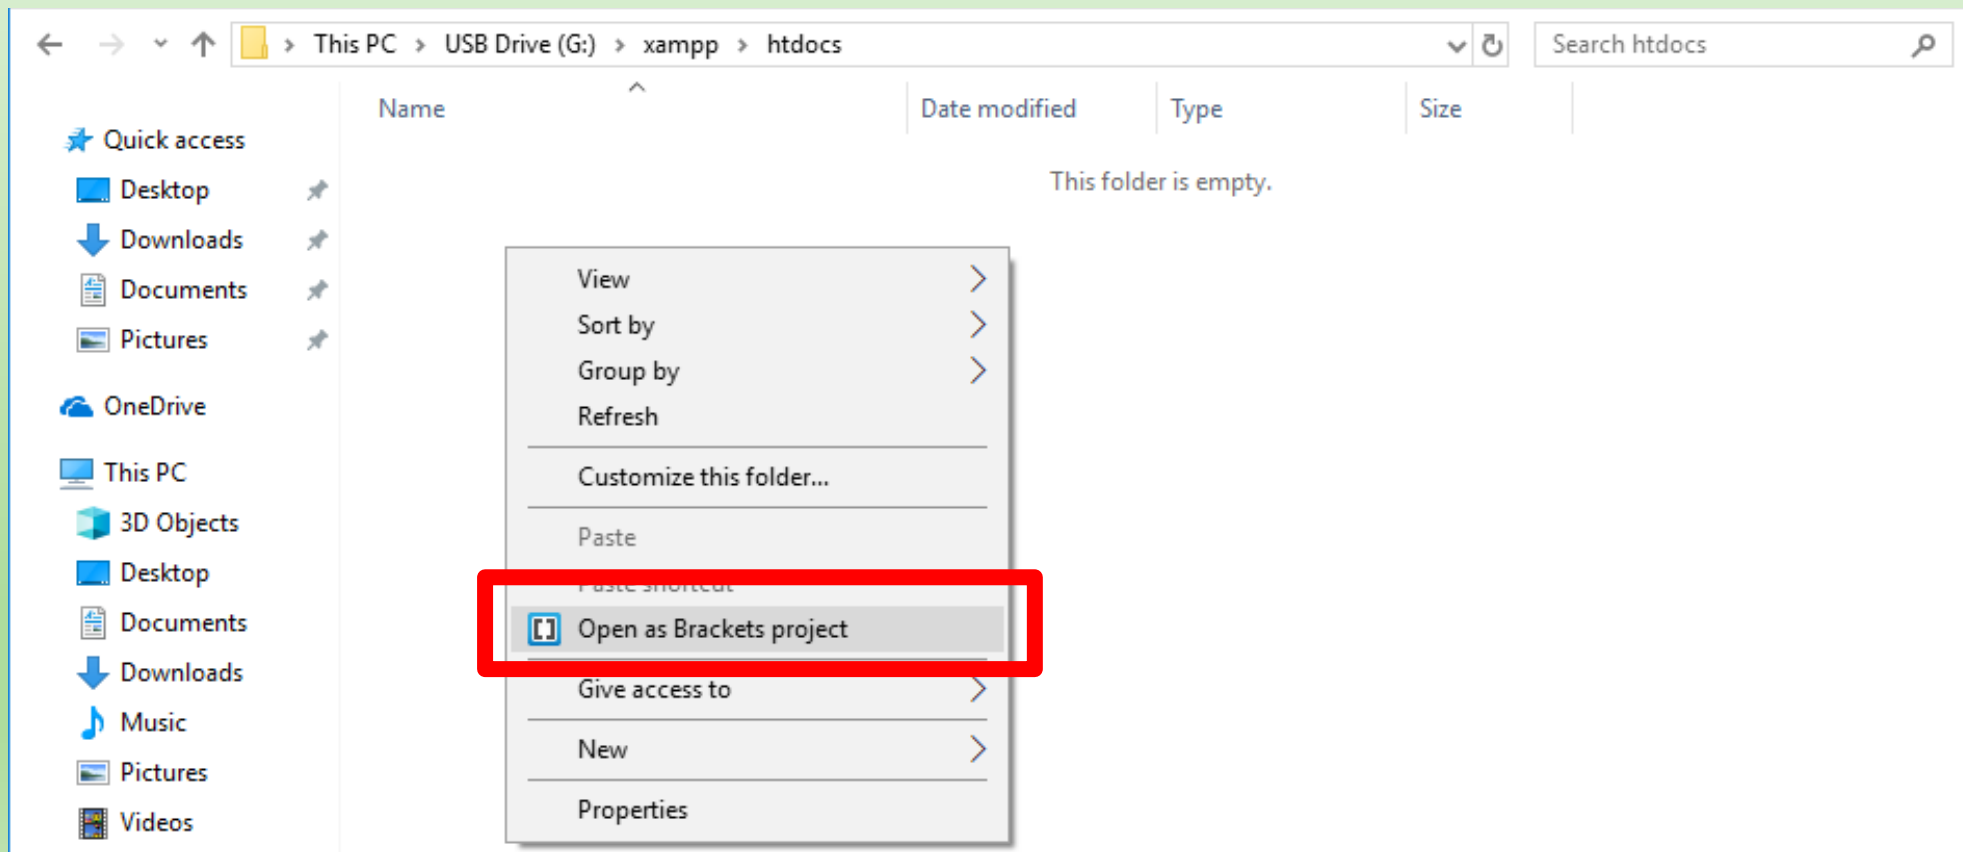 This PC > USB Drive (G:) > xampp > htdocs
Search htdocs
Name
Date modified
Type
Size
This folder is empty.
Quick access
Desktop
Downloads
Documents
Pictures
OneDrive
This PC
3D Objects
Desktop
Documents
Downloads
Music
Pictures
Videos
View
Sort by
Group by
Refresh
Customize this folder...
Paste
Paste shortcut
Open as Brackets project
Give access to
New
Properties